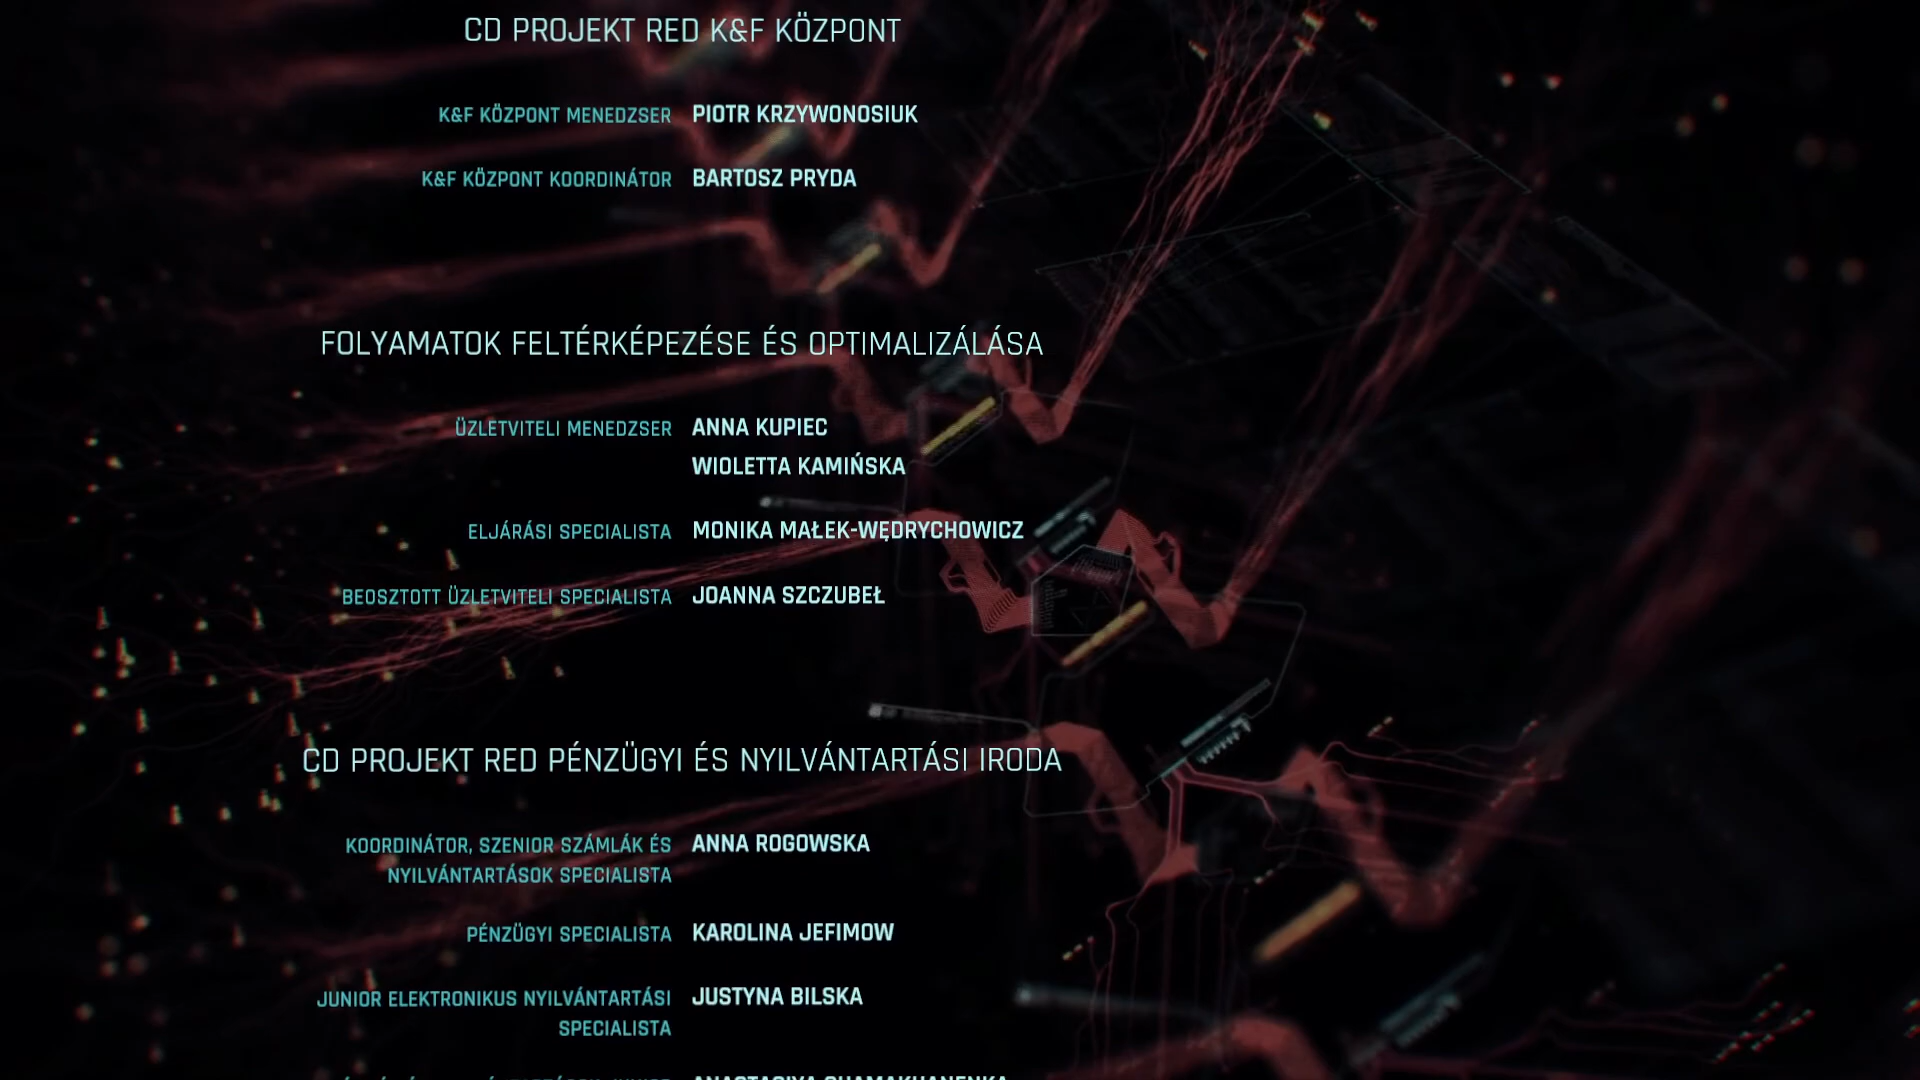 CD PROJEKT RED K&F KÖZPONT
K&F KÖZPONT MENEDZSER PIOTR KRZYWONOSIUK
K&F KÖZPONT KOORDINÁTOR BARTOSZ PRYDA
FOLYAMATOK FELTÉRKÉPEZÉSE ÉS OPTIMALIZÁLÁSA
ÜZLETVITELI MENEDZSER ANNA KUPIEC
WIOLETTA KAMIŃSKA
ELJÁRÁSI SPECIALISTA MONIKA MAŁEK-WĘDRYCHOWICZ
BEOSZTOTT ÜZLETVITELI SPECIALISTA JOANNA SZCZUBEŁ
CD PROJEKT RED PÉNZÜGYI ÉS NYILVÁNTARTÁSI IRODA
KOORDINÁTOR, SZENIOR SZÁMLÁK ÉS ANNA ROGOWSKA
NYILVÁNTARTÁSOK SPECIALISTA
PÉNZÜGYI SPECIALISTA KAROLINA JEFIMOW
JUNIOR ELEKTRONIKUS NYILVÁNTARTÁSI JUSTYNA BILSKA
SPECIALISTA